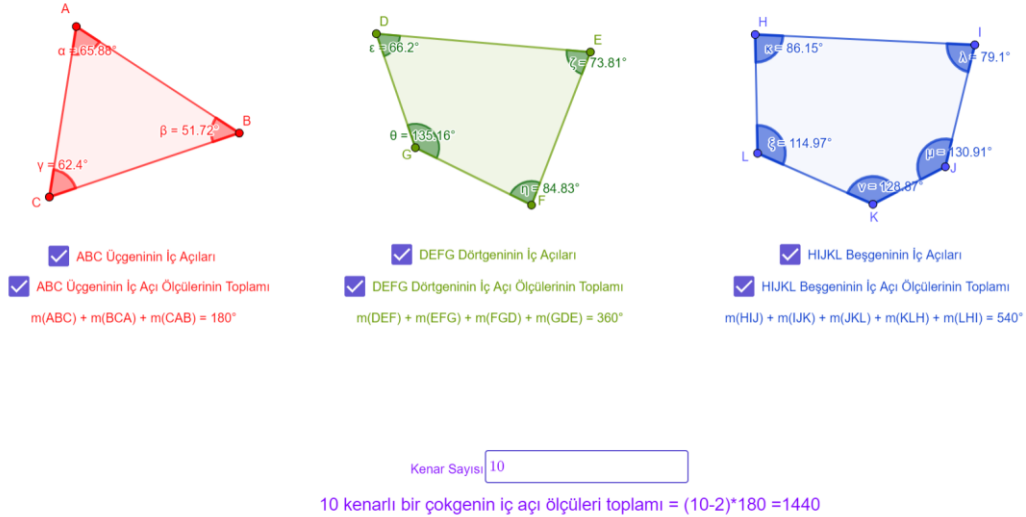 A
α = 65.88°
B
β = 51.72°
γ = 62.4°
C
D
ε = 66.2°
E
ζ = 73.81°
θ = 135.16°
G
η = 84.83°
F
H
κ = 86.15°
I
λ = 79.1°
ξ = 114.97°
L
μ = 130.91°
J
ν = 128.87°
K
ABC Üçgeninin İç Açıları
ABC Üçgeninin İç Açı Ölçülerinin Toplamı
m(ABC) + m(BCA) + m(CAB) = 180°
DEFG Dörtgeninin İç Açıları
DEFG Dörtgeninin İç Açı Ölçülerinin Toplamı
m(DEF) + m(EFG) + m(FGD) + m(GDE) = 360°
HIJKL Beşgeninin İç Açıları
HIJKL Beşgeninin İç Açı Ölçülerinin Toplamı
m(HIJ) + m(IJK) + m(JKL) + m(KLH) + m(LHI) = 540°
Kenar Sayısı 10
10 kenarlı bir çokgenin iç açı ölçüleri toplamı = (10-2)*180 =1440